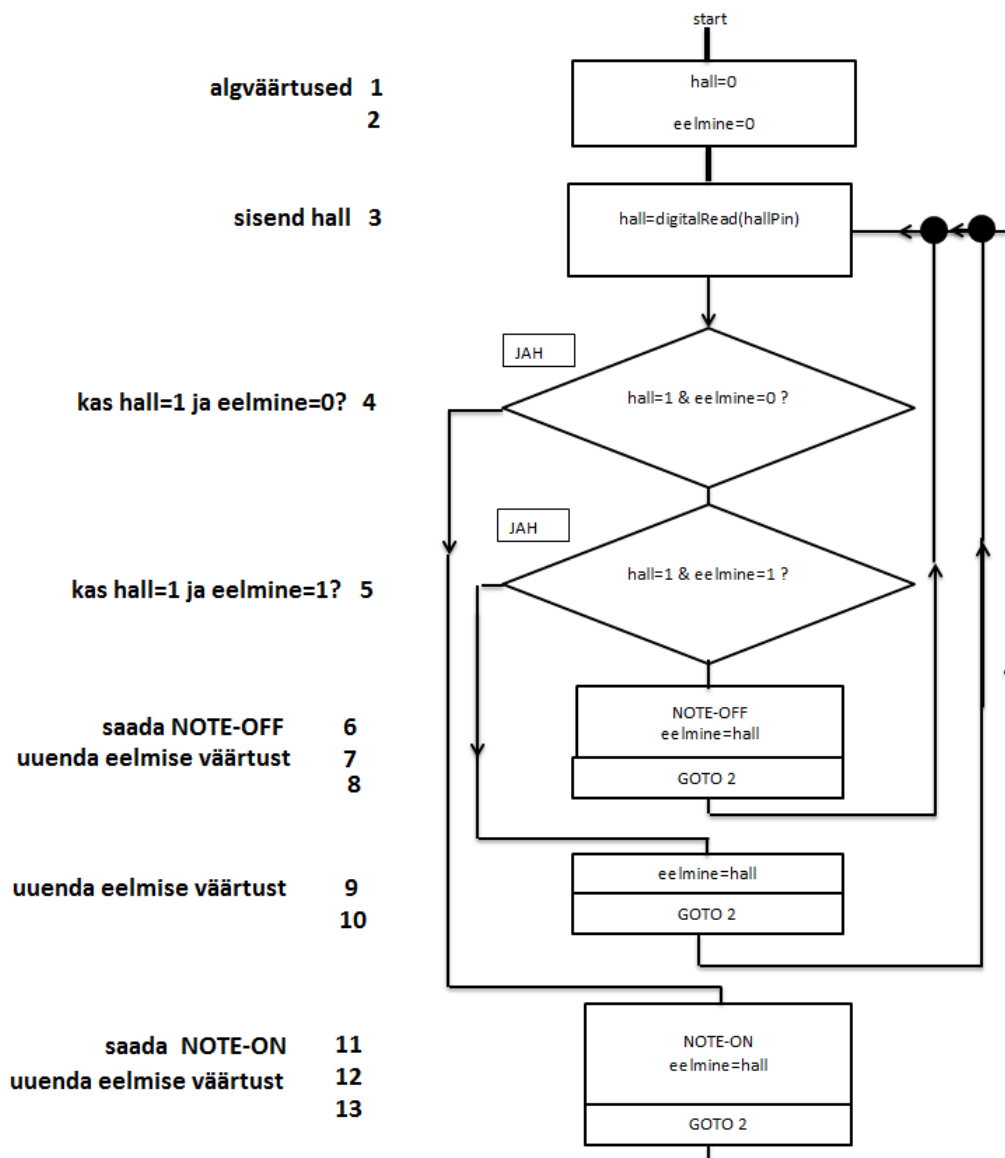 start
algväärtused 1
2
hall=0
eelmine=0
sisend hall 3
hall=digitalRead(hallPin)
JAH
kas hall=1 ja eelmine=0? 4
hall=1 & eelmine=0 ?
JAH
kas hall=1 ja eelmine=1? 5
hall=1 & eelmine=1 ?
saada NOTE-OFF 6
uuenda eelmise väärtust 7
8
NOTE-OFF
eelmine=hall
GOTO 2
uuenda eelmise väärtust 9
10
eelmine=hall
GOTO 2
saada NOTE-ON 11
uuenda eelmise väärtust 12
13
NOTE-ON
eelmine=hall
GOTO 2